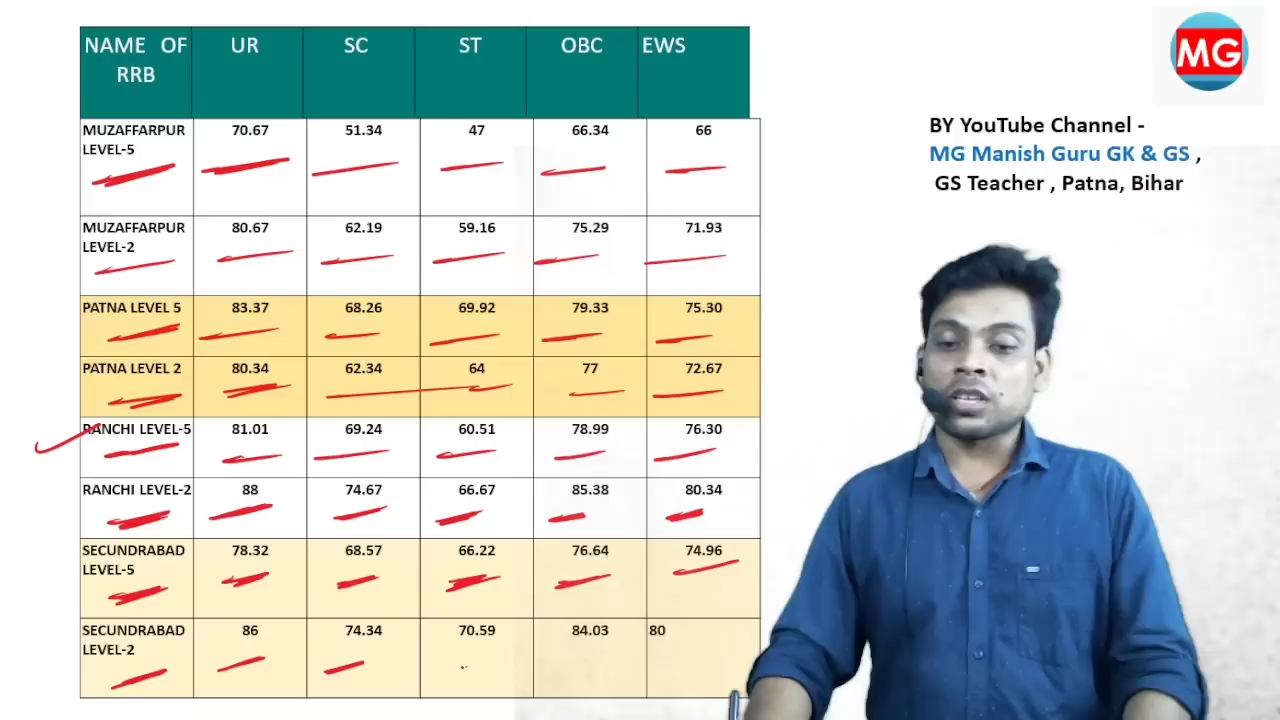 NAME OF RRB UR SC ST OBC EWS
MUZAFFARPUR LEVEL-5 70.67 51.34 47 66.34 66
MUZAFFARPUR LEVEL-2 80.67 62.19 59.16 75.29 71.93
PATNA LEVEL 5 83.37 68.26 69.92 79.33 75.30
PATNA LEVEL 2 80.34 62.34 64 77 72.67
RANCHI LEVEL-5 81.01 69.24 60.51 78.99 76.30
RANCHI LEVEL-2 88 74.67 66.67 85.38 80.34
SECUNDRABAD LEVEL-5 78.32 68.57 66.22 76.64 74.96
SECUNDRABAD LEVEL-2 86 74.34 70.59 84.03 80
MG
BY YouTube Channel -
MG Manish Guru GK & GS ,
GS Teacher , Patna, Bihar